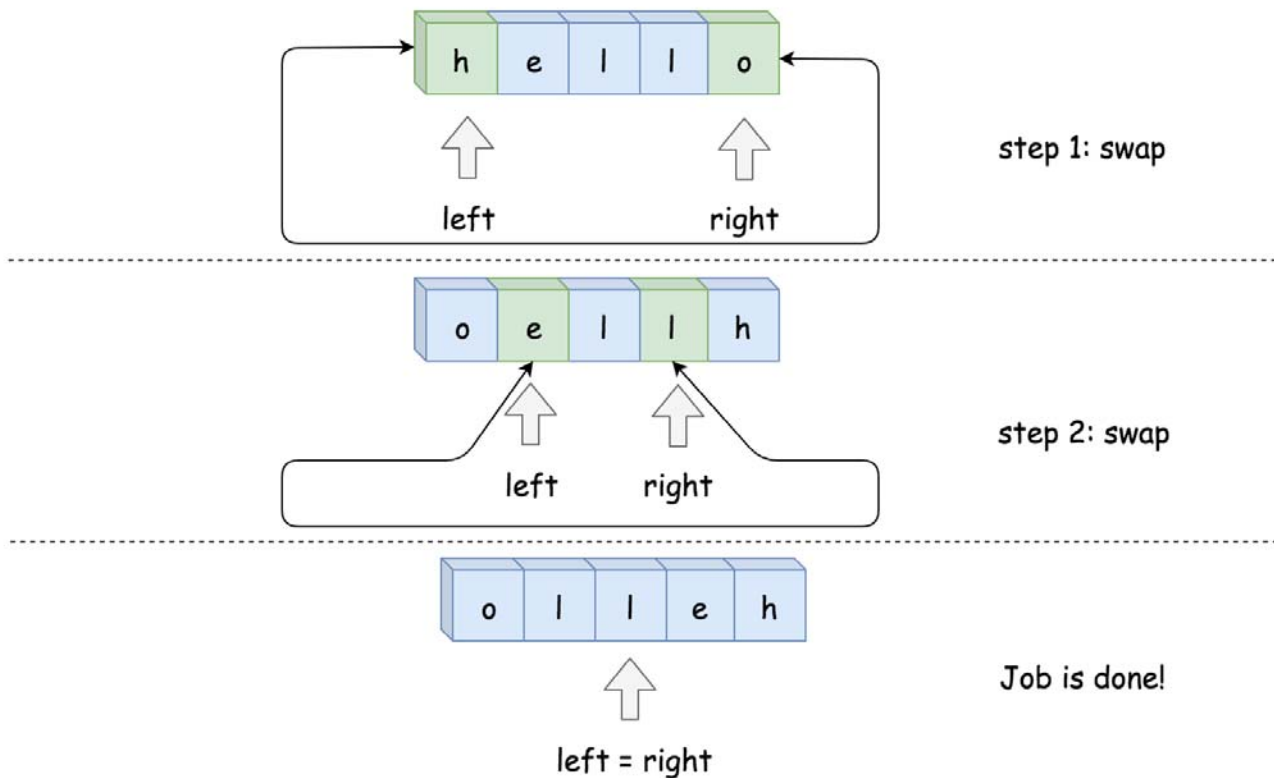 h e l l o
left right
step 1: swap
o e l l h
left right
step 2: swap
o l l e h
left = right
Job is done!